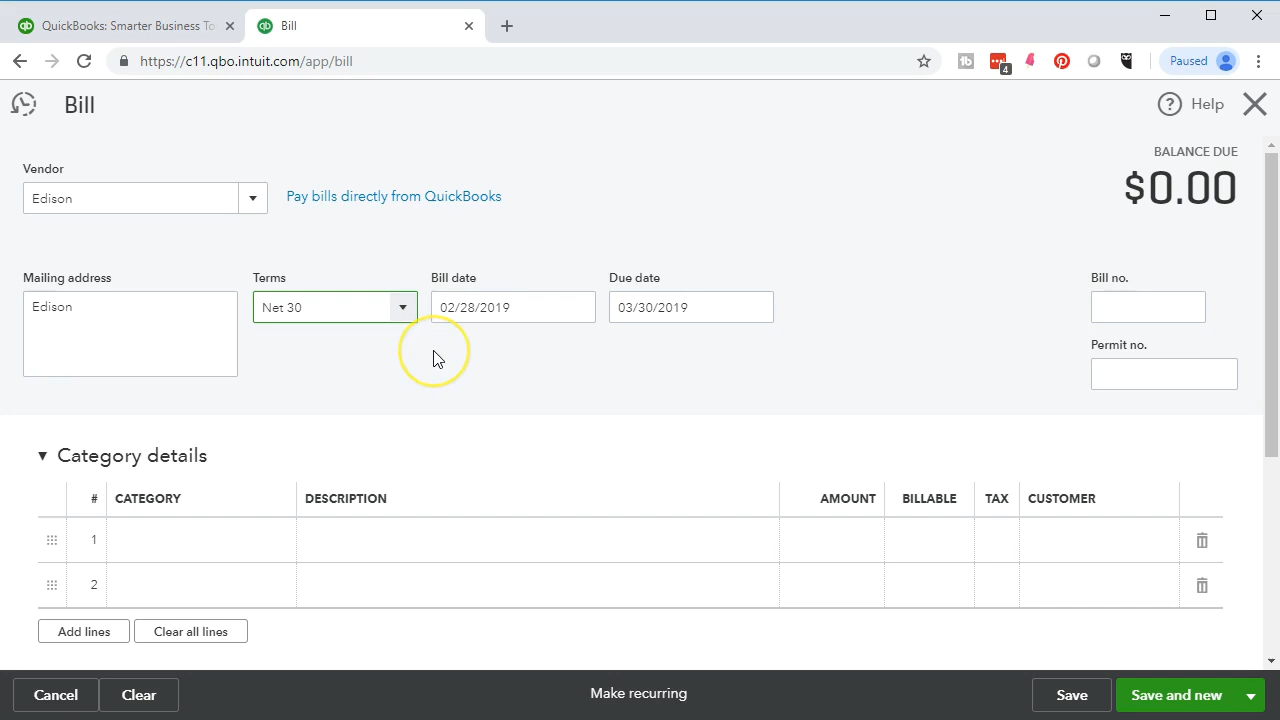 QuickBooks: Smarter Business To
Bill
https://c11.qbo.intuit.com/app/bill
4
Paused
Bill
Help
BALANCE DUE
$0.00
Vendor
Edison
Pay bills directly from QuickBooks
Mailing address
Terms
Bill date
Due date
Bill no.
Edison
Net 30
02/28/2019
03/30/2019
Permit no.
Category details
# CATEGORY DESCRIPTION AMOUNT BILLABLE TAX CUSTOMER
1
2
Add lines
Clear all lines
Cancel
Clear
Make recurring
Save
Save and new